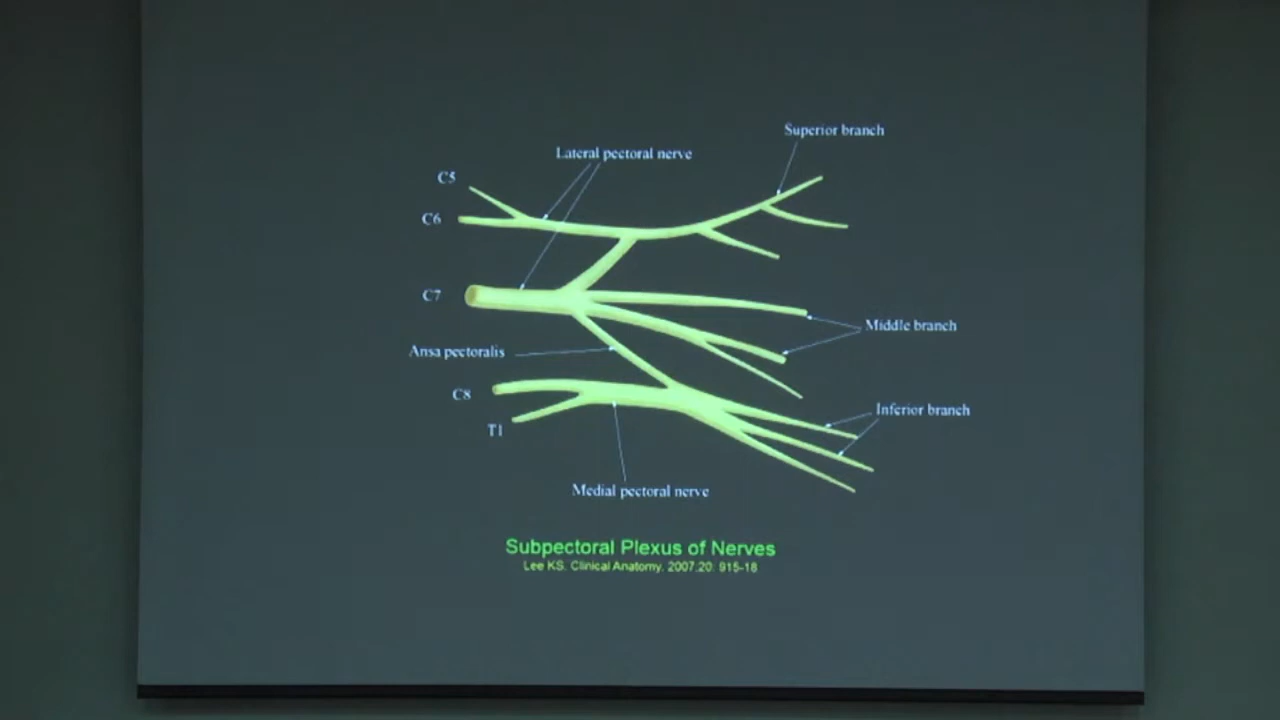 Superior branch
Lateral pectoral nerve
C5
C6
C7
Middle branch
Ansa pectoralis
C8
Inferior branch
T1
Medial pectoral nerve
Subpectoral Plexus of Nerves
Lee KS. Clinical Anatomy. 2007;20: 915-18